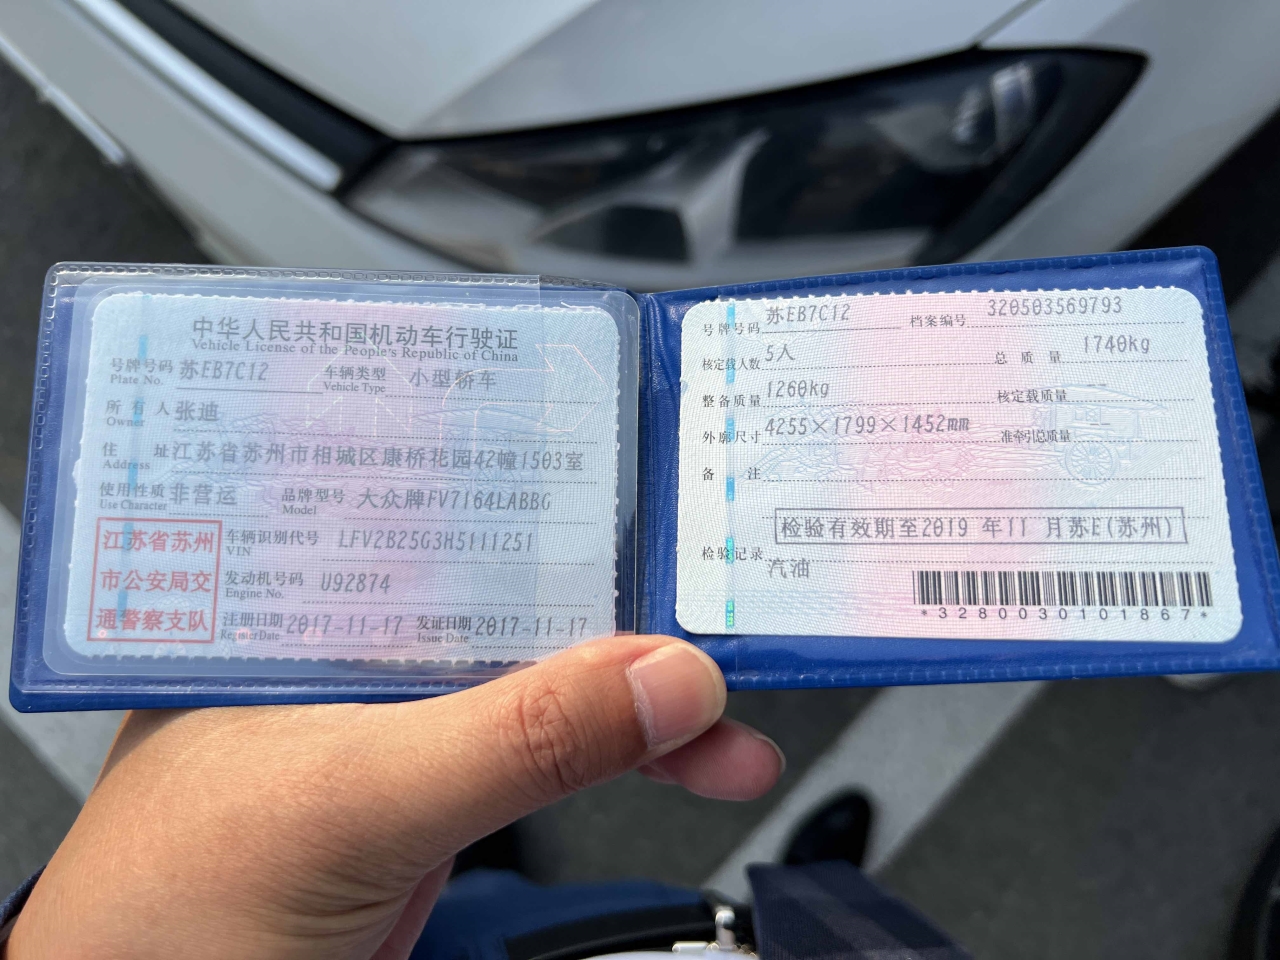 中华人民共和国机动车行驶证
Vehicle License of the People's Republic of China
号牌号码 苏EB7C12 车辆类型 小型轿车
Plate No. Vehicle Type
所有人 张迪
Owner
住址 江苏省苏州市相城区康桥花园42幢1503室
Address
使用性质 非营运 品牌型号 大众牌FV7164LABBG
Use Character Model
江苏省苏州
市公安局交
通警察支队
车辆识别代号 LFV2B25G3H5111251
VIN
发动机号码 U92874
Engine No.
注册日期 2017-11-17 发证日期 2017-11-17
Register Date Issue Date
号牌号码 苏EB7C12 档案编号 320503569793
核定载人数 5人 总质量 1740kg
整备质量 1260kg 核定载质量 --
外廓尺寸 4255×1799×1452mm 准牵引总质量 --
备注
检验有效期至2019 年11 月苏E(苏州)
检验记录
汽油
*3280030101867*